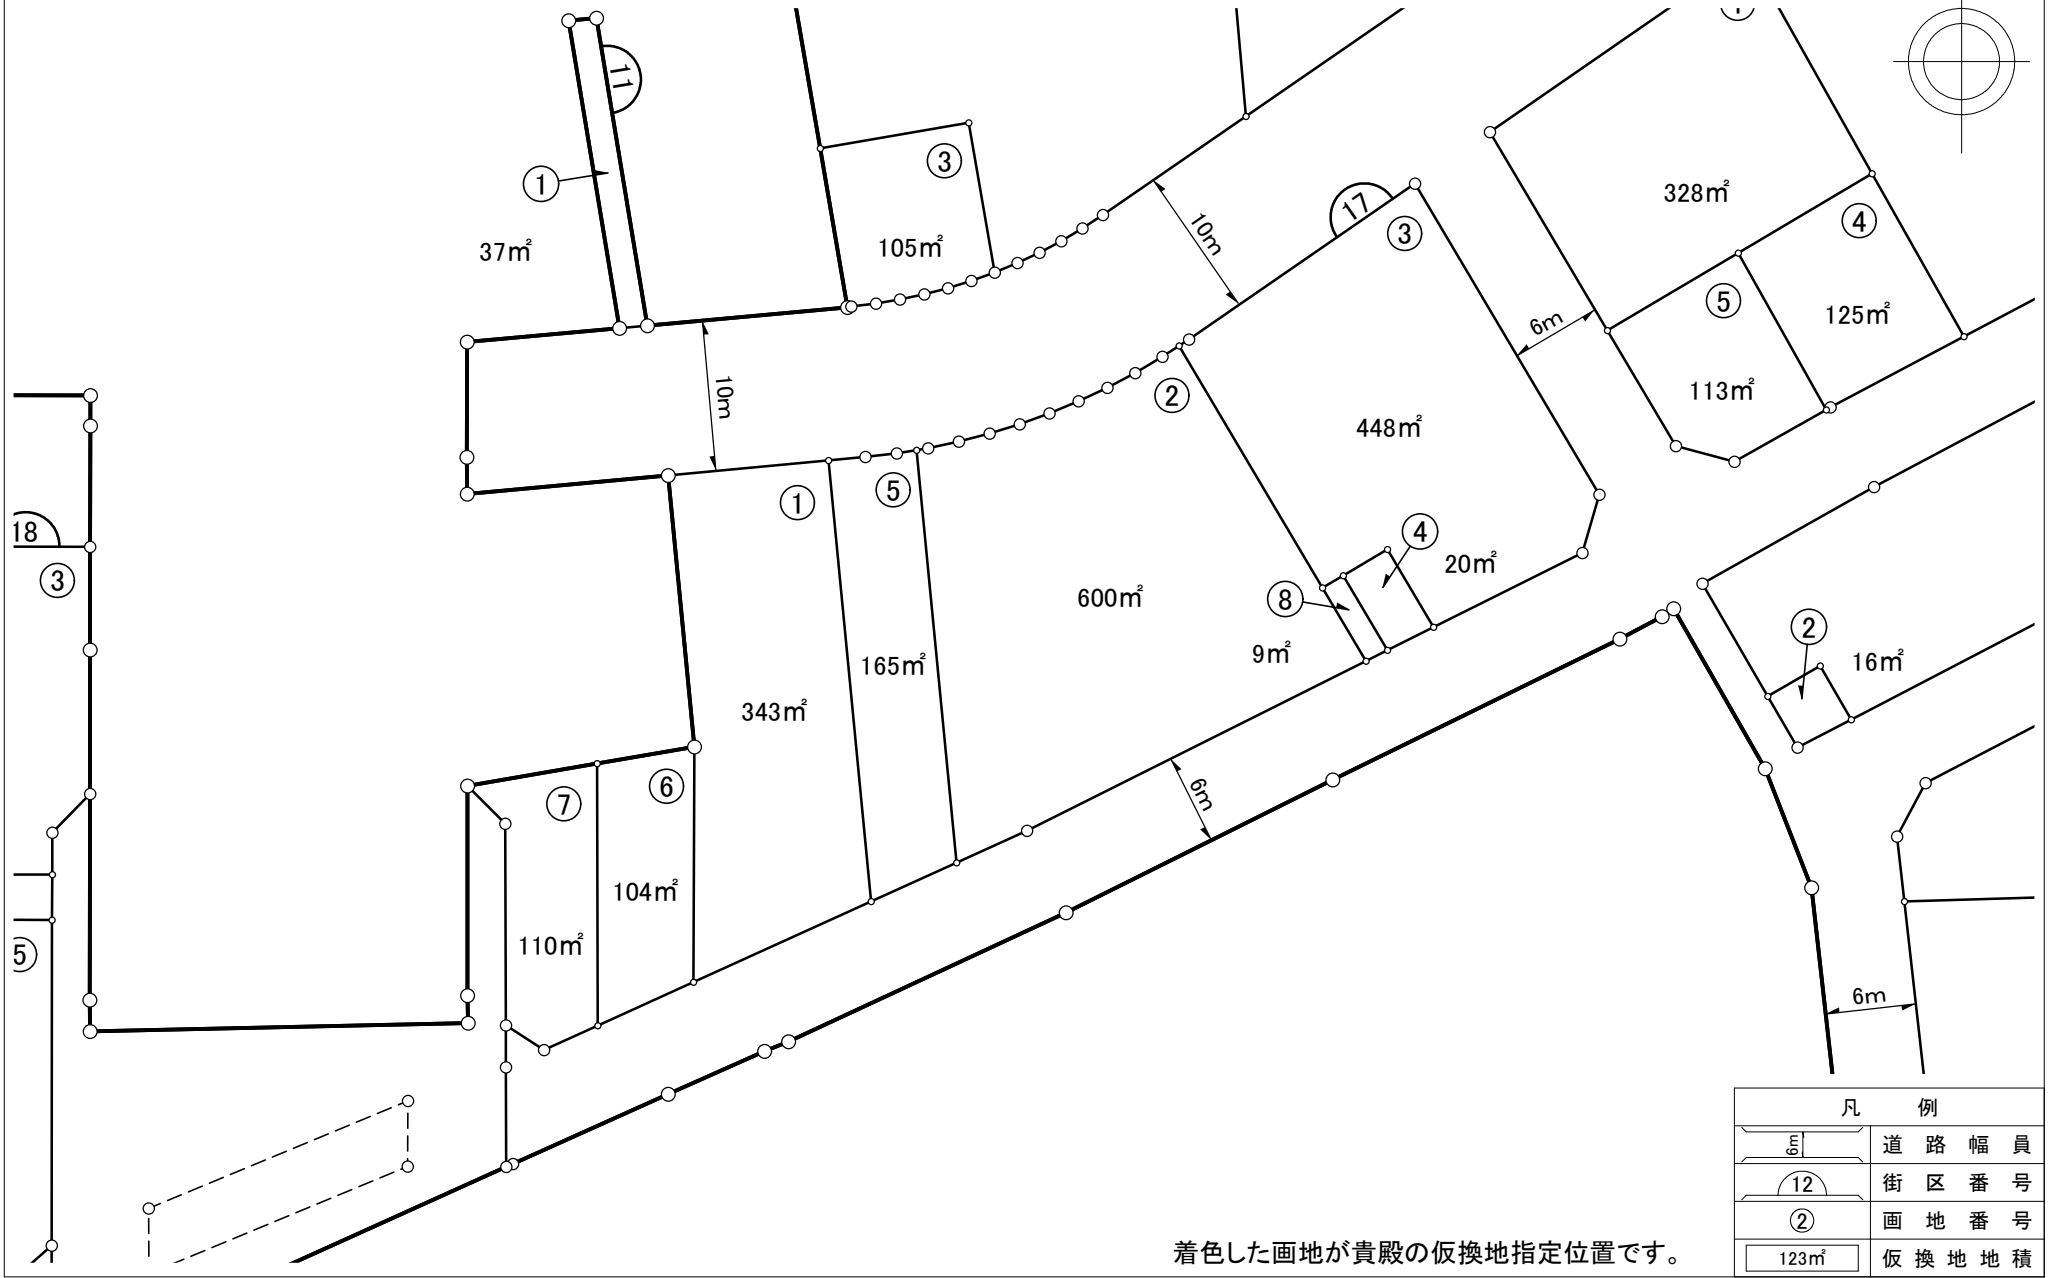 11
①
37㎡
③
105㎡
10m
10m
17
③
②
448㎡
④
20㎡
⑧
9㎡
600㎡
6m
328㎡
④
125㎡
⑤
113㎡
①
⑤
343㎡
165㎡
⑥
⑦
104㎡
110㎡
18
③
⑤
6m
②
16㎡
6m
着色した画地が貴殿の仮換地指定位置です。
凡 例
6m 道路幅員
12 街区番号
② 画地番号
123㎡ 仮換地地積